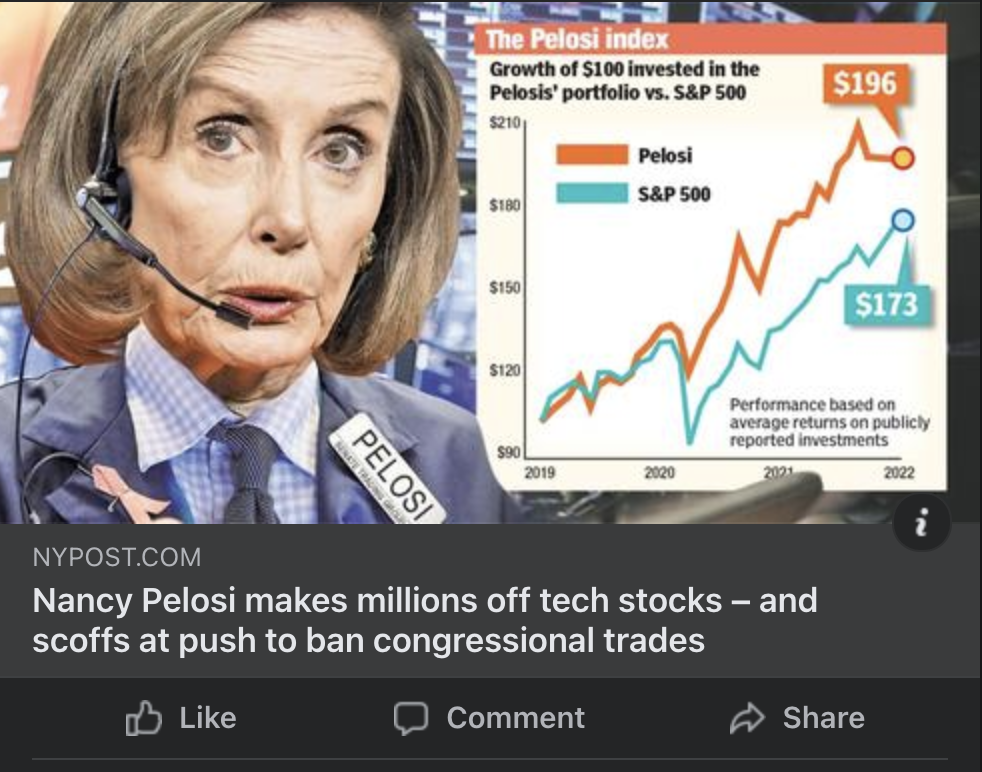 The Pelosi index
Growth of $100 invested in the
Pelosis' portfolio vs. S&P 500
$196
$210
Pelosi
S&P 500
$180
$150
$173
$120
Performance based on
average returns on publicly
reported investments
$90
2019 2020 2021 2022
PELOSI
i
NYPOST.COM
Nancy Pelosi makes millions off tech stocks – and
scoffs at push to ban congressional trades
Like Comment Share